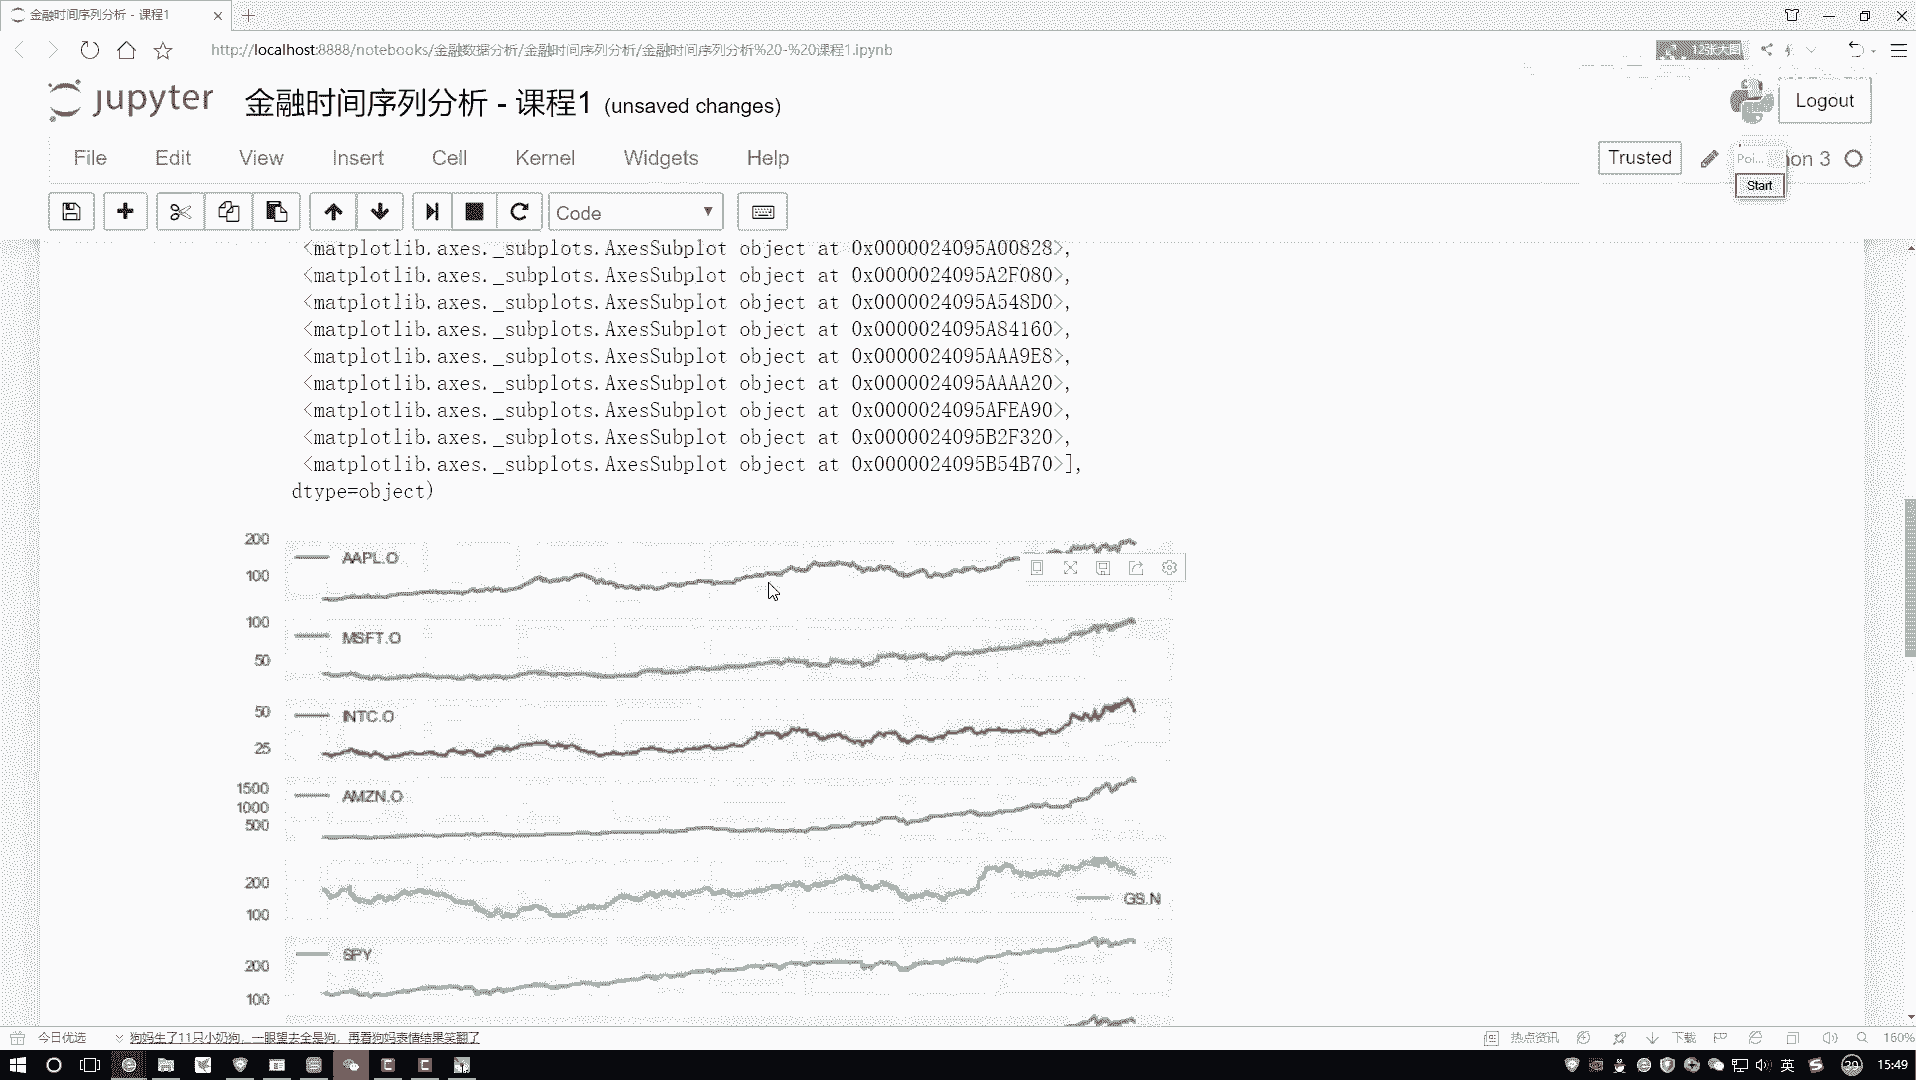 金融时间序列分析 - 课程1
http://localhost:8888/notebooks/金融数据分析/金融时间序列分析/金融时间序列分析%20-%20课程1.ipynb
12张大图
jupyter 金融时间序列分析 - 课程1 (unsaved changes)
Logout
File Edit View Insert Cell Kernel Widgets Help
Trusted
Poi... on 3
Start
Code
<matplotlib.axes._subplots.AxesSubplot object at 0x0000024095A00828>,
<matplotlib.axes._subplots.AxesSubplot object at 0x0000024095A2F080>,
<matplotlib.axes._subplots.AxesSubplot object at 0x0000024095A548D0>,
<matplotlib.axes._subplots.AxesSubplot object at 0x0000024095A84160>,
<matplotlib.axes._subplots.AxesSubplot object at 0x0000024095AAA9E8>,
<matplotlib.axes._subplots.AxesSubplot object at 0x0000024095AAAA20>,
<matplotlib.axes._subplots.AxesSubplot object at 0x0000024095AFEA90>,
<matplotlib.axes._subplots.AxesSubplot object at 0x0000024095B2F320>,
<matplotlib.axes._subplots.AxesSubplot object at 0x0000024095B54B70>],
dtype=object)
200
AAPL.O
100
100
MSFT.O
50
50
INTC.O
25
1500
AMZN.O
1000
500
200
GS.N
100
SPY
200
100
今日优选
狗妈生了11只小奶狗，一眼望去全是狗，再看狗妈表情结果笑翻了
热点资讯
下载
160%
英
29
15:49